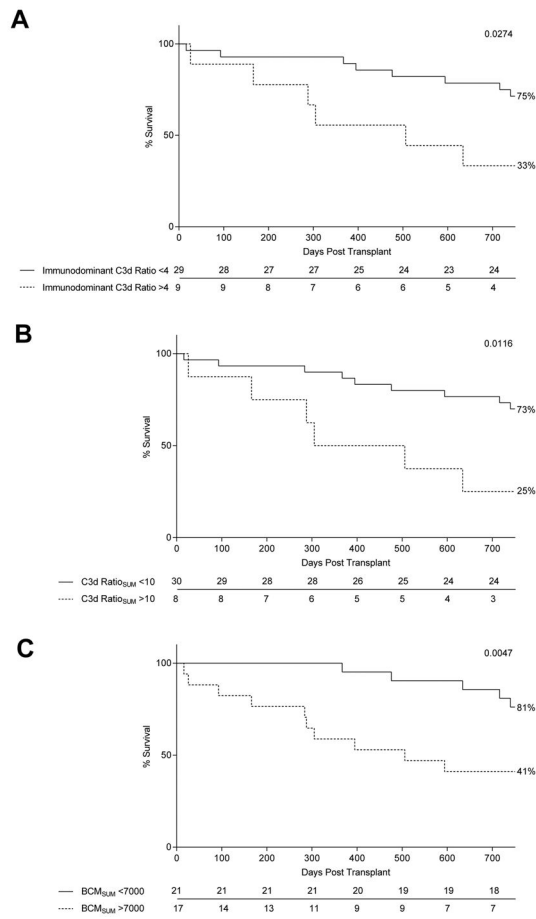 A
0.0274
100
75%
50
33%
0
% Survival
0 100 200 300 400 500 600 700
Days Post Transplant
Immunodominant C3d Ratio <4 29 28 27 27 25 24 23 24
Immunodominant C3d Ratio >4 9 9 8 7 6 6 5 4
B
0.0116
100
73%
50
25%
0
% Survival
0 100 200 300 400 500 600 700
Days Post Transplant
C3d RatioSUM <10 30 29 28 28 26 25 24 24
C3d RatioSUM >10 8 8 7 6 5 5 4 3
C
0.0047
100
81%
50
41%
0
% Survival
0 100 200 300 400 500 600 700
Days Post Transplant
BCMSUM <7000 21 21 21 21 20 19 19 18
BCMSUM >7000 17 14 13 11 9 9 7 7